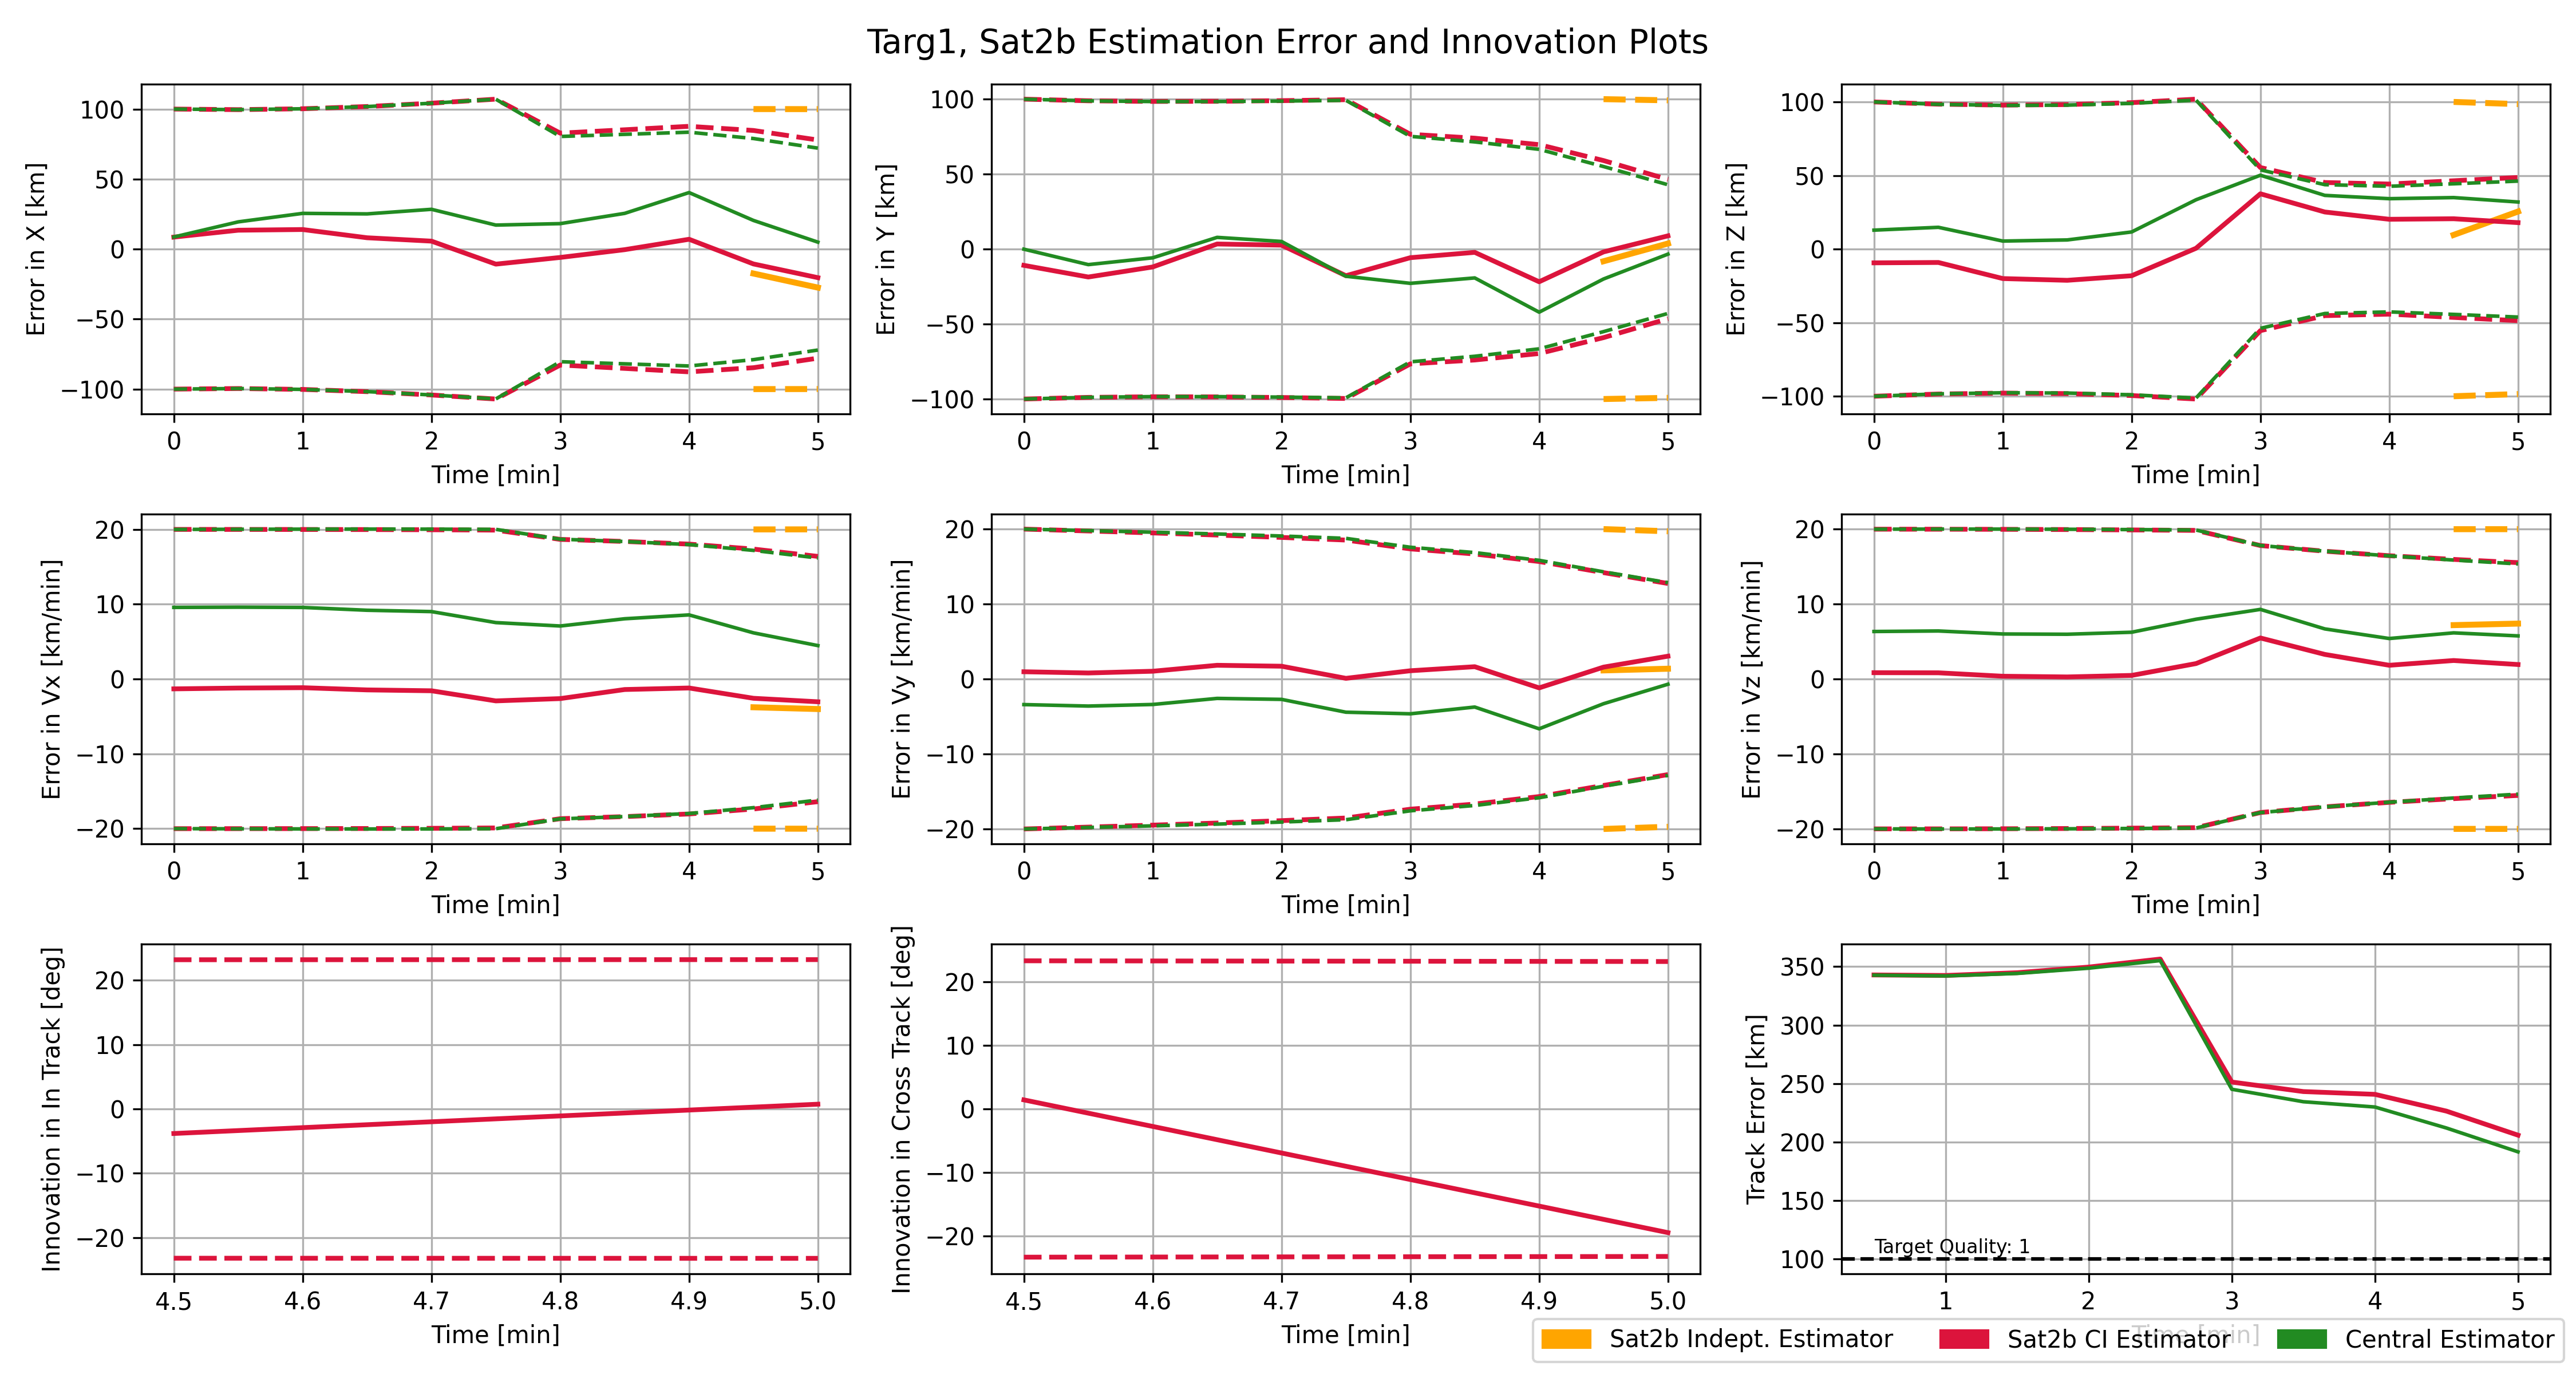 Targ1, Sat2b Estimation Error and Innovation Plots
Error in X [km]
100
50
0
−50
−100
0 1 2 3 4 5
Time [min]
Error in Y [km]
100
50
0
−50
−100
0 1 2 3 4 5
Time [min]
Error in Z [km]
100
50
0
−50
−100
0 1 2 3 4 5
Time [min]
Error in Vx [km/min]
20
10
0
−10
−20
0 1 2 3 4 5
Time [min]
Error in Vy [km/min]
20
10
0
−10
−20
0 1 2 3 4 5
Time [min]
Error in Vz [km/min]
20
10
0
−10
−20
0 1 2 3 4 5
Time [min]
Innovation in In Track [deg]
20
10
0
−10
−20
4.5 4.6 4.7 4.8 4.9 5.0
Time [min]
Innovation in Cross Track [deg]
20
10
0
−10
−20
4.5 4.6 4.7 4.8 4.9 5.0
Time [min]
Track Error [km]
350
300
250
200
150
100
Target Quality: 1
1 2 3 4 5
Time [min]
Sat2b Indept. Estimator Sat2b CI Estimator Central Estimator